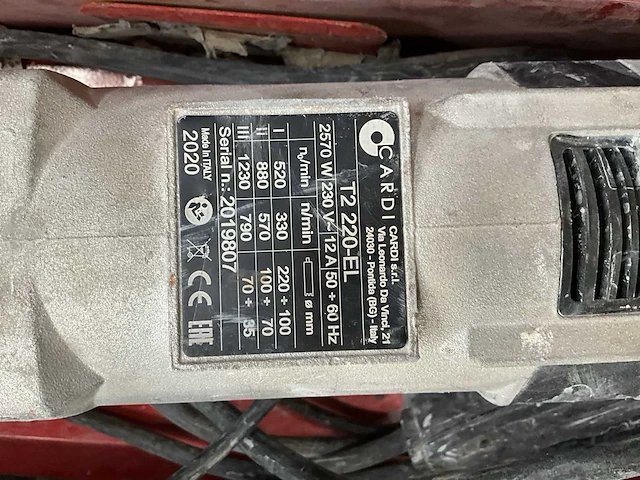 CARDI
CARDI s.r.l.
Via Leonardo Da Vinci, 21
24030 - Pontida (BG) - Italy
T2 220-EL
2570 W 230 V~ 12 A 50 ÷ 60 Hz
n₀/min n/min ø mm
I 520 330 220 ÷ 100
II 880 570 100 ÷ 70
III 1230 790 70 ÷ 35
Serial n.: 2019807
Made in ITALY
2020
CE EAC